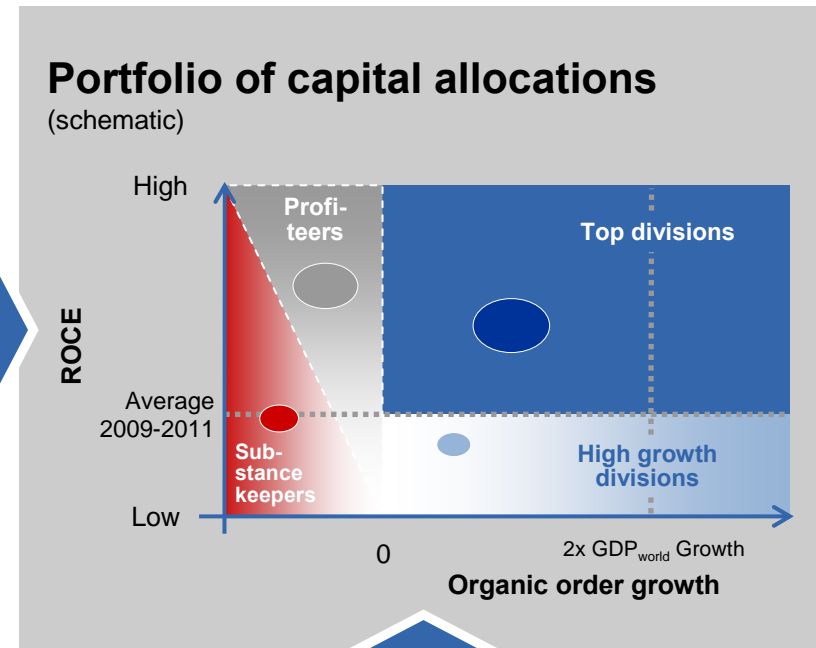 Portfolio of capital allocations
(schematic)
High
Profi-
teers
Top divisions
ROCE
Average
2009-2011
Sub-
stance
keepers
High growth
divisions
Low
0
2x GDPworld Growth
Organic order growth